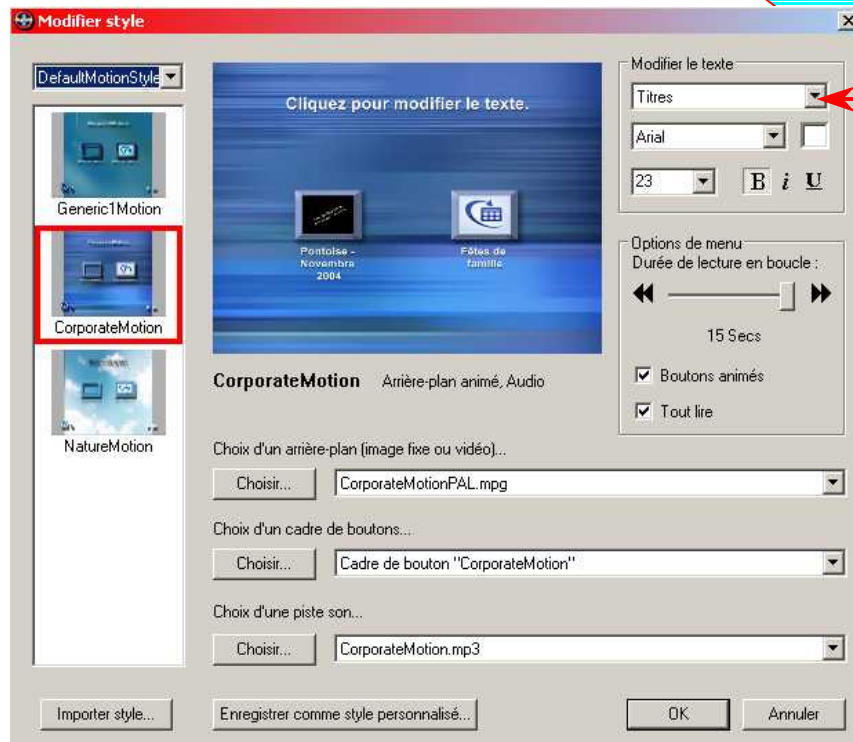 Modifier style
DefaultMotionStyle
Generic1Motion
CorporateMotion
NatureMotion
Cliquez pour modifier le texte.
Pontoise -
Novembre
2004
Fêtes de
famille
CorporateMotion Arrière-plan animé, Audio
Modifier le texte
Titres
Arial
23 B i U
Options de menu
Durée de lecture en boucle :
15 Secs
Boutons animés
Tout lire
Choix d'un arrière-plan (image fixe ou vidéo)...
Choisir... CorporateMotionPAL.mpg
Choix d'un cadre de boutons...
Choisir... Cadre de bouton "CorporateMotion"
Choix d'une piste son...
Choisir... CorporateMotion.mp3
Importer style... Enregistrer comme style personnalisé... OK Annuler